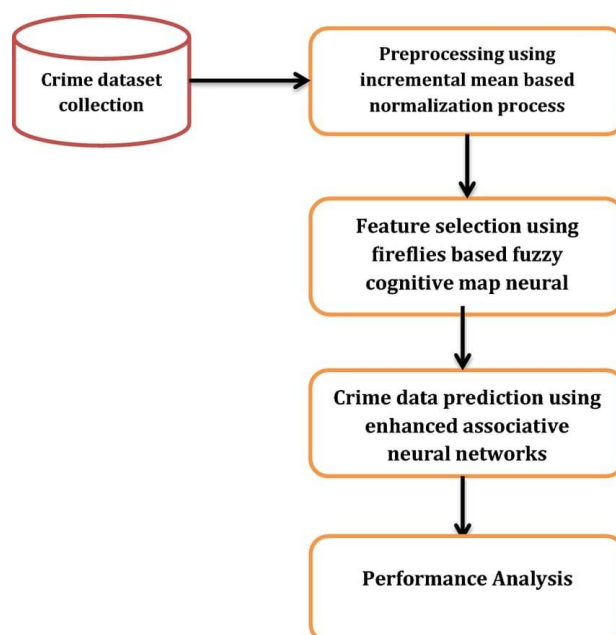 Crime dataset
collection
Preprocessing using
incremental mean based
normalization process
Feature selection using
fireflies based fuzzy
cognitive map neural
Crime data prediction using
enhanced associative
neural networks
Performance Analysis